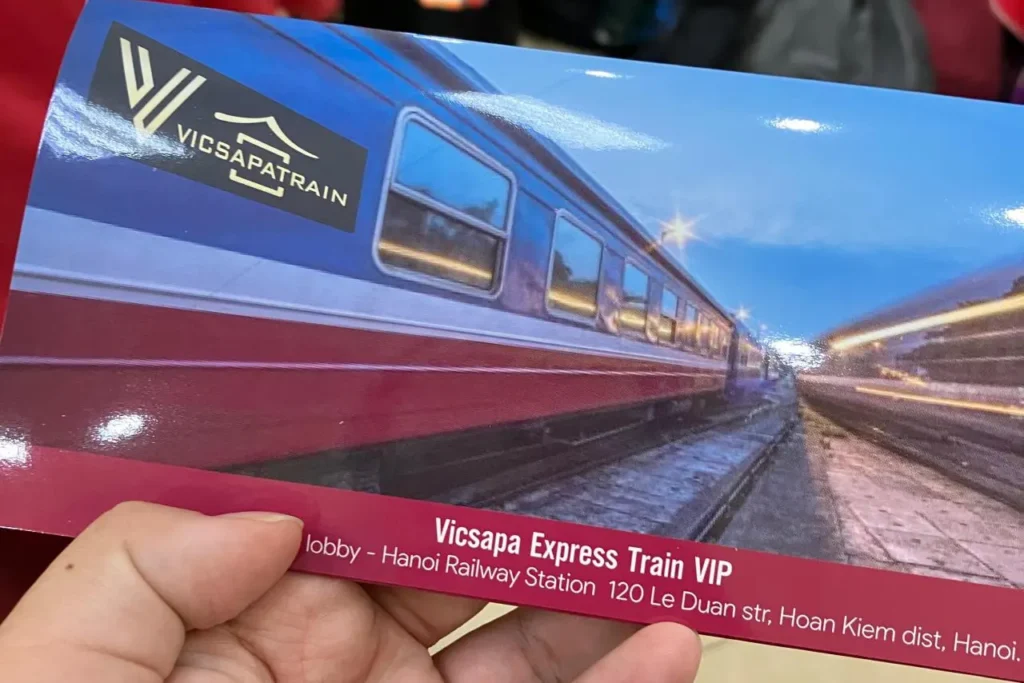 VICSAPATRAIN
Vicsapa Express Train VIP
lobby - Hanoi Railway Station 120 Le Duan str, Hoan Kiem dist, Hanoi.